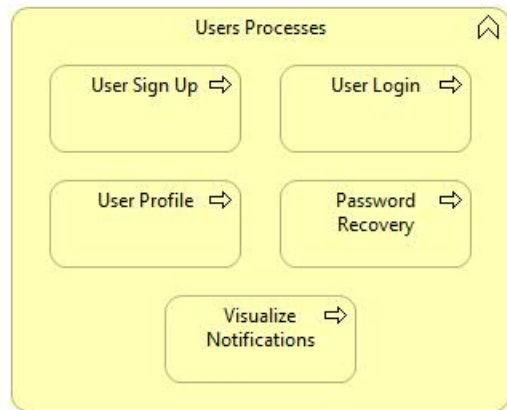 Users Processes
User Sign Up
User Login
User Profile
Password
Recovery
Visualize
Notifications